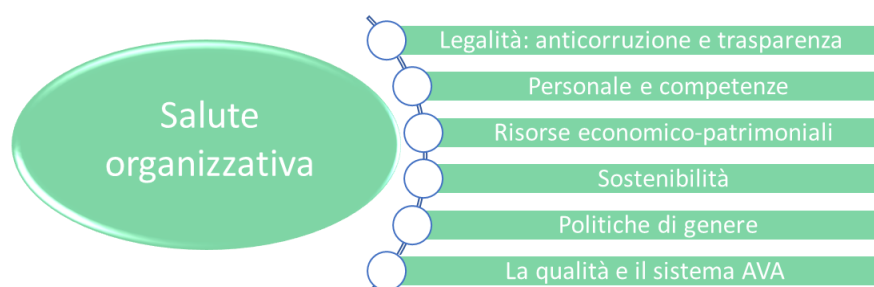 Salute
organizzativa
Legalità: anticorruzione e trasparenza
Personale e competenze
Risorse economico-patrimoniali
Sostenibilità
Politiche di genere
La qualità e il sistema AVA